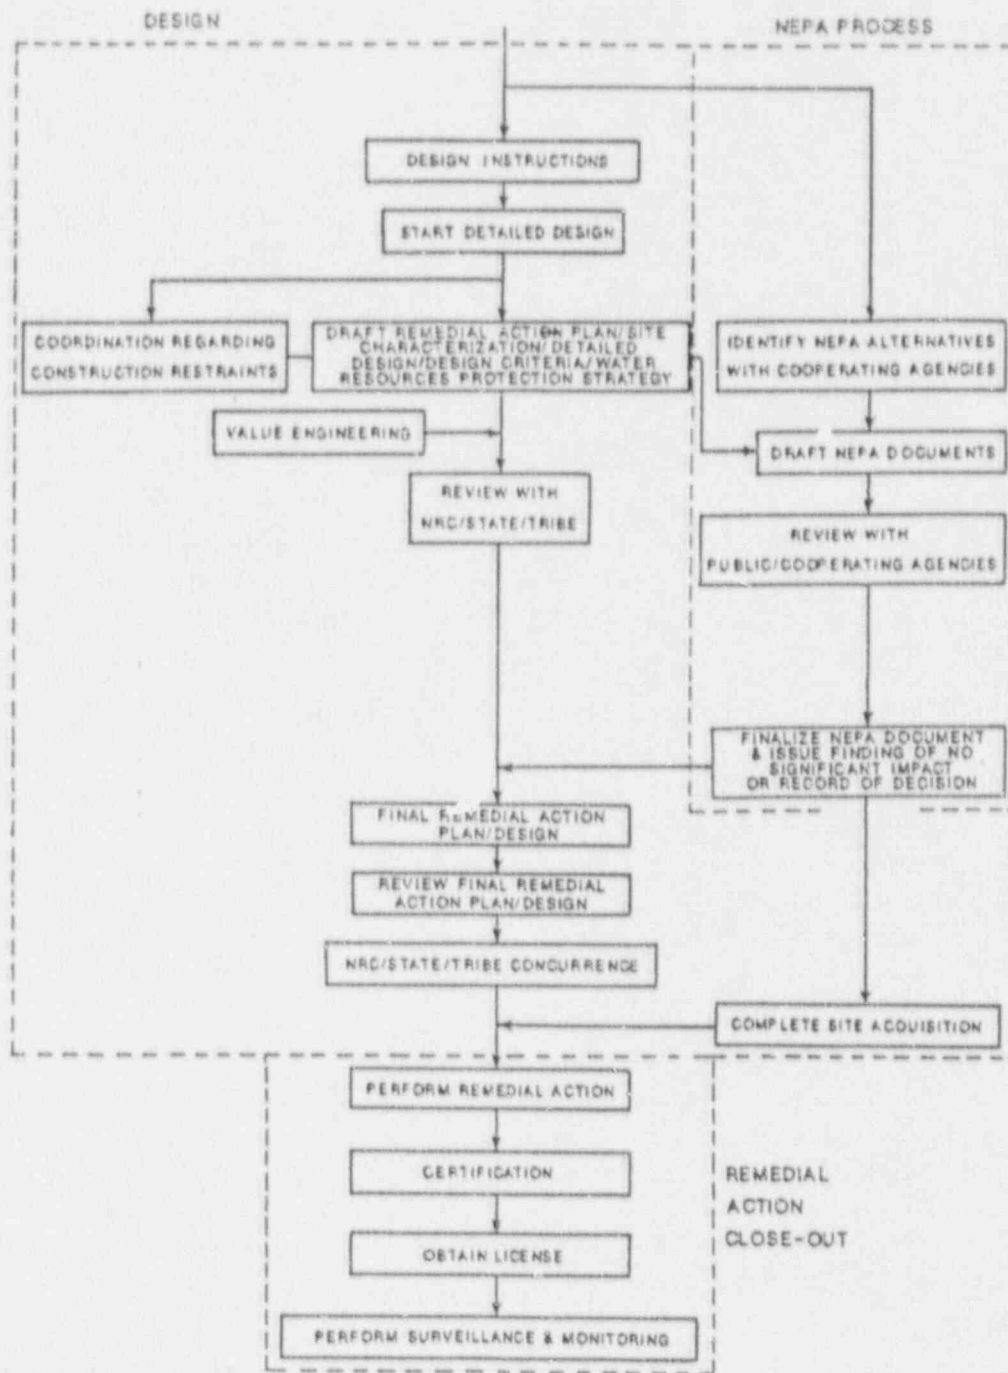 DESIGN
NEPA PROCESS
DESIGN INSTRUCTIONS
START DETAILED DESIGN
COORDINATION REGARDING
CONSTRUCTION RESTRAINTS
DRAFT REMEDIAL ACTION PLAN/SITE
CHARACTERIZATION/DETAILED
DESIGN/DESIGN CRITERIA/WATER
RESOURCES PROTECTION STRATEGY
IDENTIFY NEPA ALTERNATIVES
WITH COOPERATING AGENCIES
VALUE ENGINEERING
DRAFT NEPA DOCUMENTS
REVIEW WITH
NRC/STATE/TRIBE
REVIEW WITH
PUBLIC/COOPERATING AGENCIES
FINALIZE NEPA DOCUMENT
& ISSUE FINDING OF NO
SIGNIFICANT IMPACT
OR RECORD OF DECISION
FINAL REMEDIAL ACTION
PLAN/DESIGN
REVIEW FINAL REMEDIAL
ACTION PLAN/DESIGN
NRC/STATE/TRIBE CONCURRENCE
COMPLETE SITE ACQUISITION
PERFORM REMEDIAL ACTION
CERTIFICATION
OBTAIN LICENSE
PERFORM SURVEILLANCE & MONITORING
REMEDIAL
ACTION
CLOSE-OUT